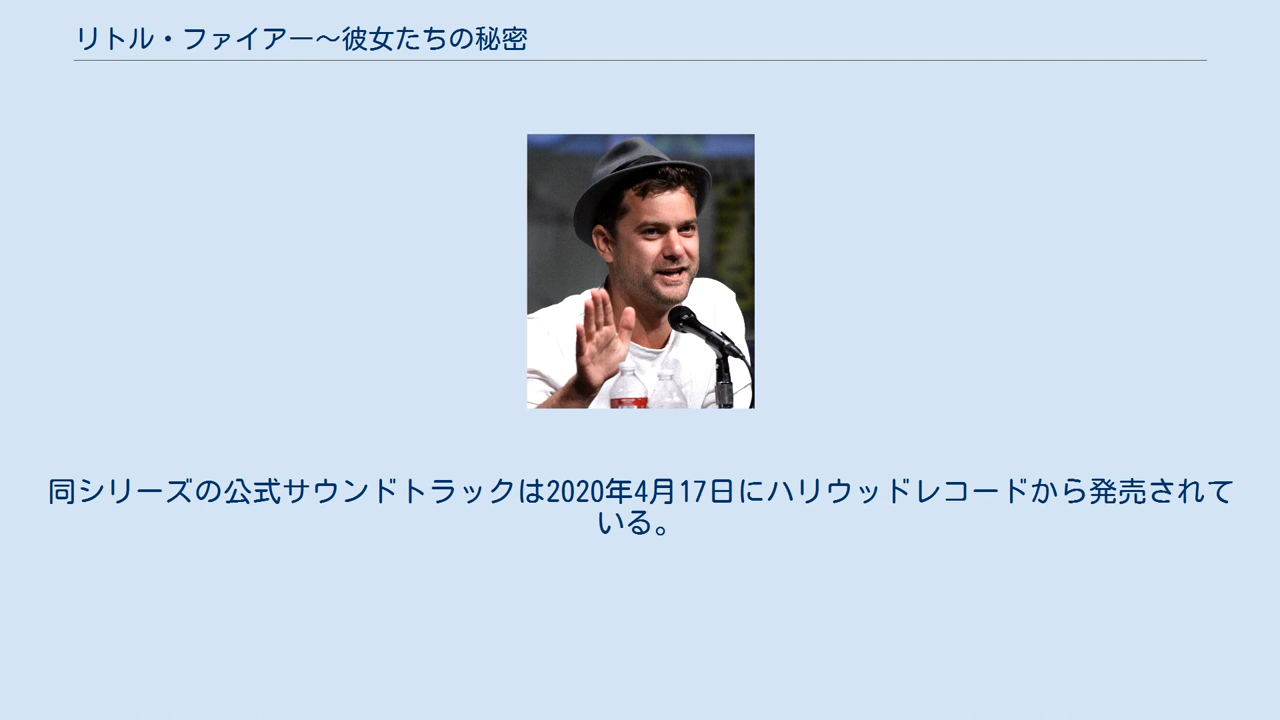 リトル・ファイアー〜彼女たちの秘密
同シリーズの公式サウンドトラックは2020年4月17日にハリウッドレコードから発売されて
いる。